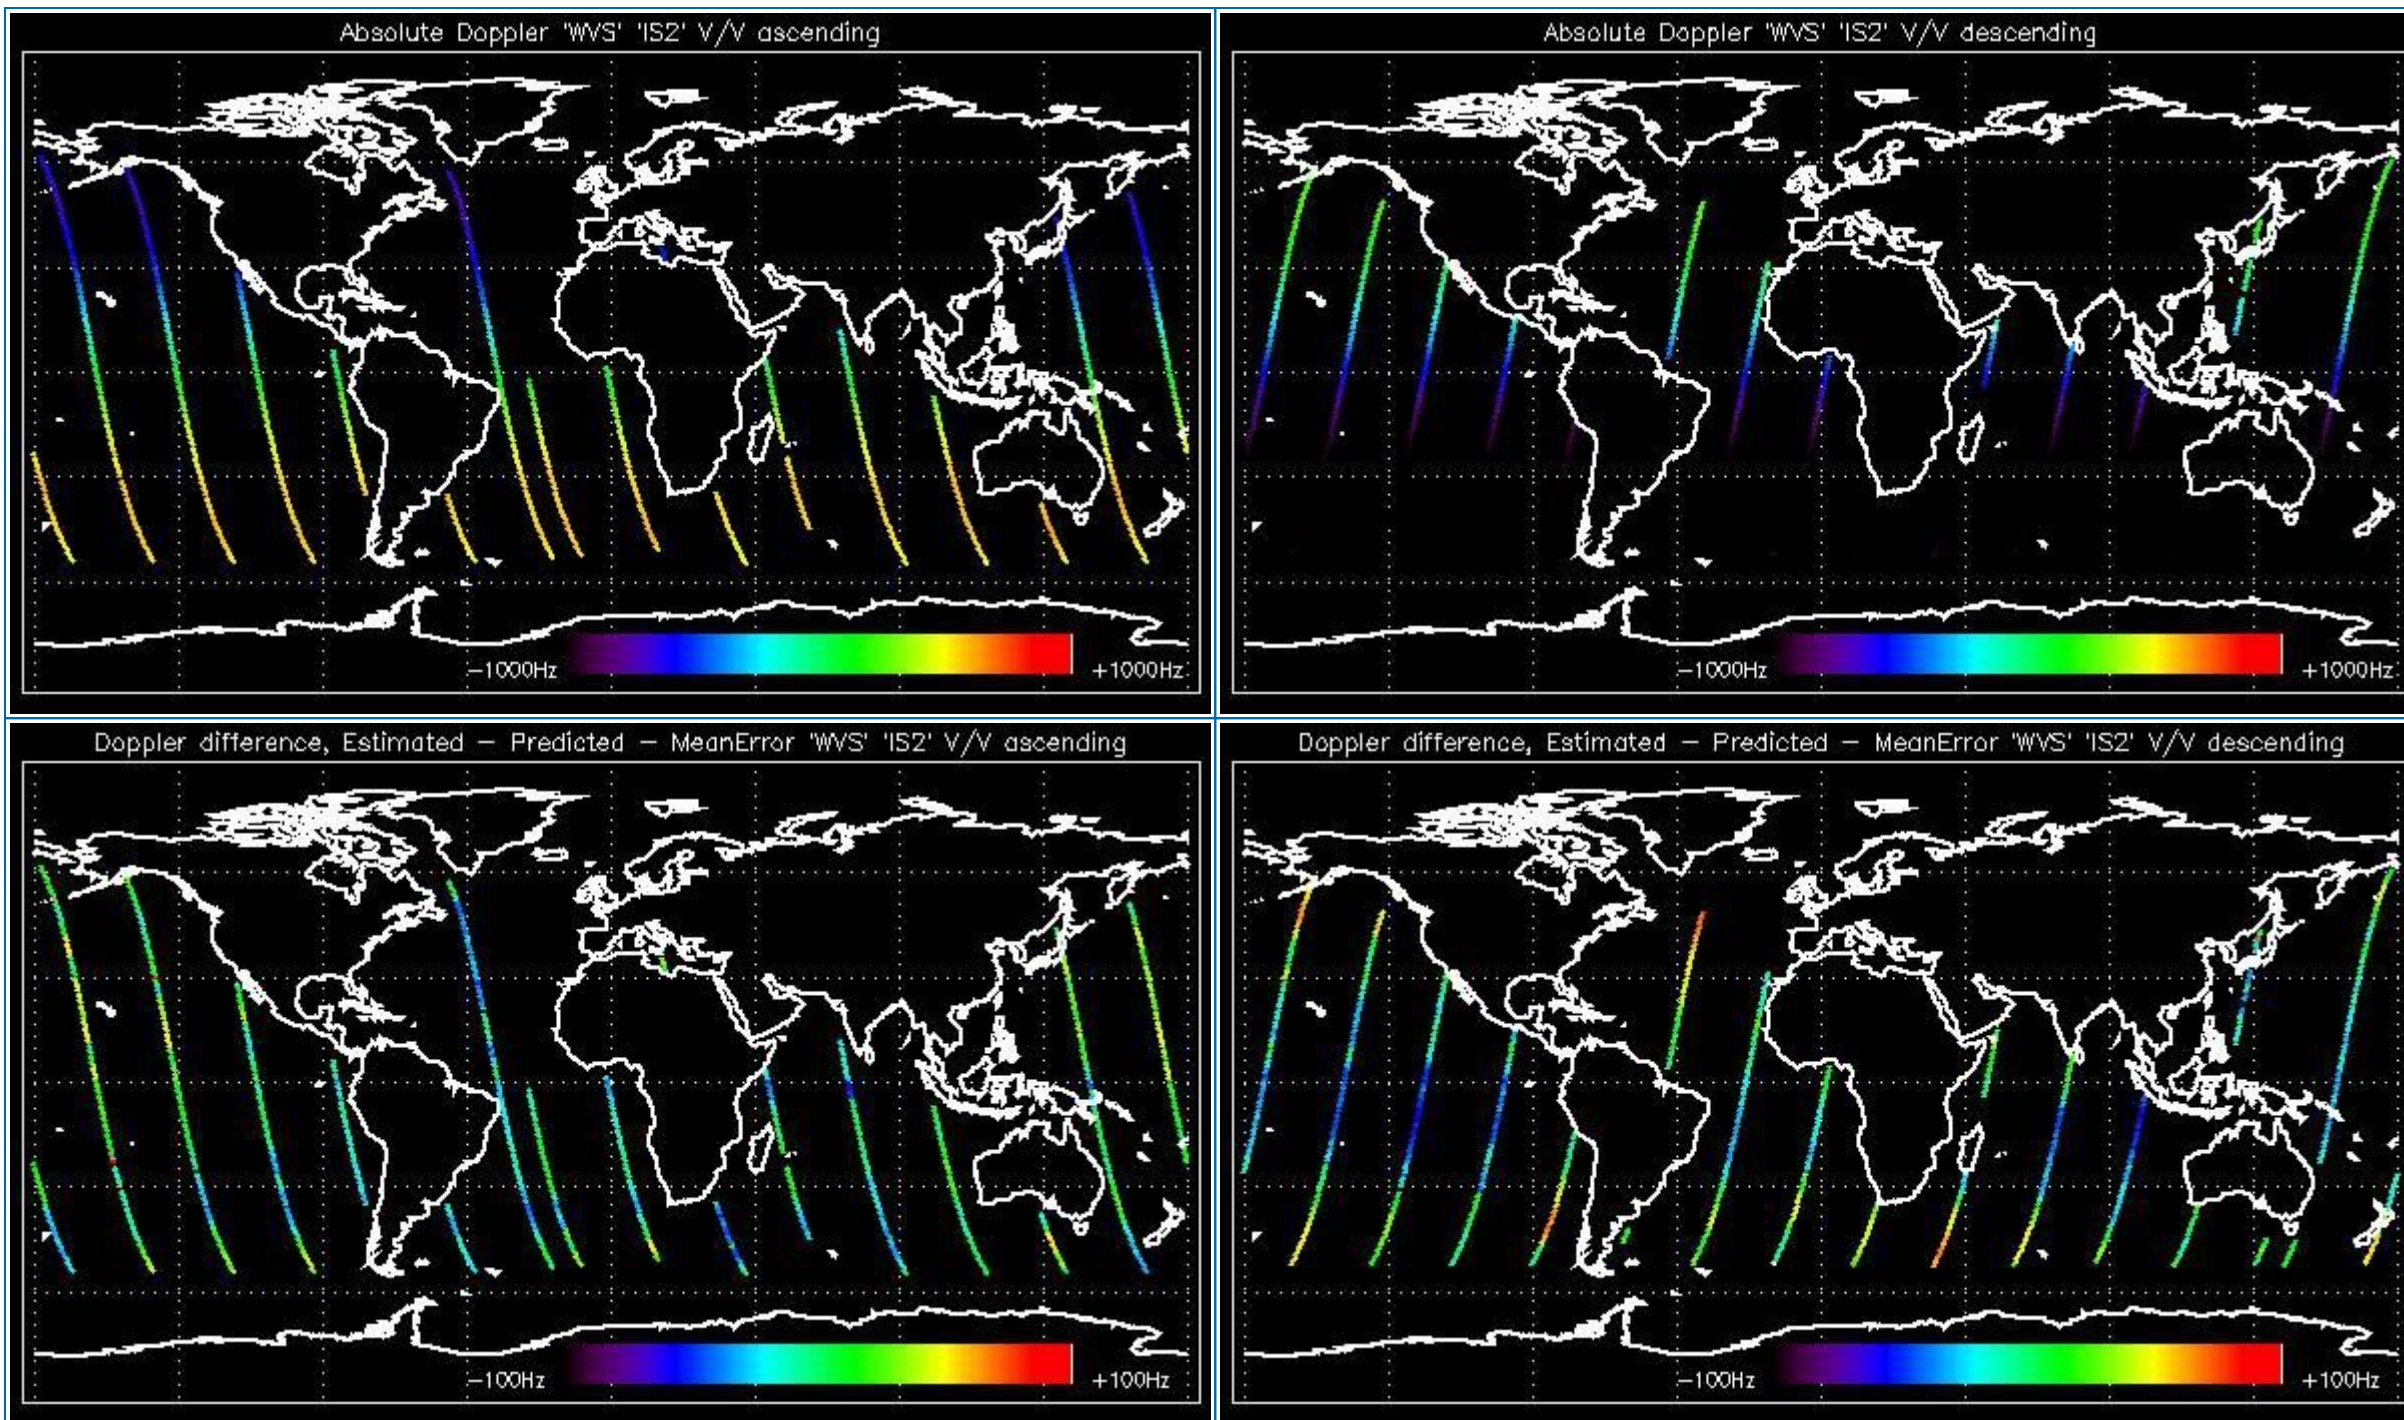 Absolute Doppler 'WVS' 'IS2' V/V ascending
-1000Hz
+1000Hz
Absolute Doppler 'WVS' 'IS2' V/V descending
-1000Hz
+1000Hz
Doppler difference, Estimated - Predicted - MeanError 'WVS' 'IS2' V/V ascending
-100Hz
+100Hz
Doppler difference, Estimated - Predicted - MeanError 'WVS' 'IS2' V/V descending
-100Hz
+100Hz